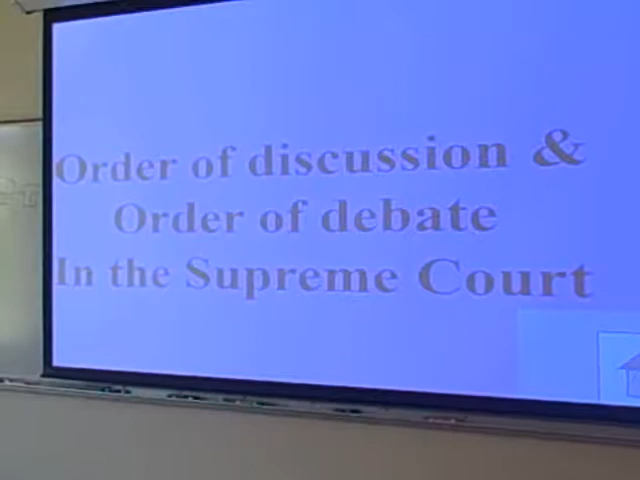 Order of discussion &
Order of debate
In the Supreme Court